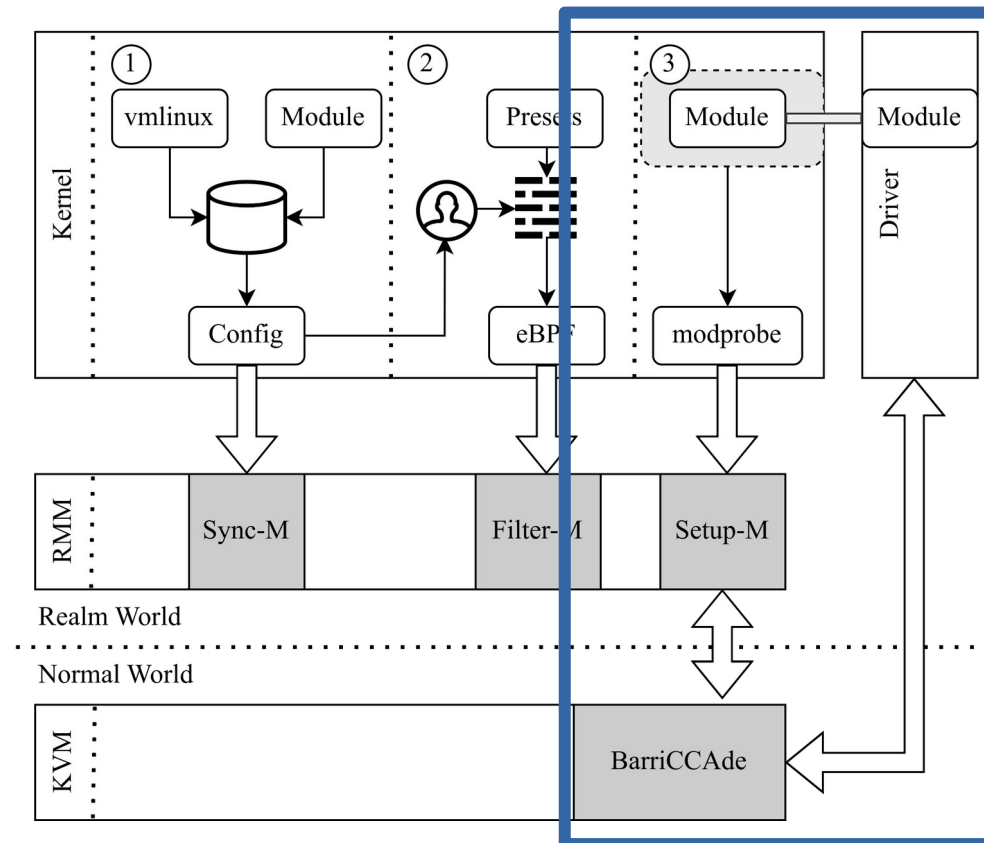 1
2
3
vmlinux
Module
Presets
Module
Module
Kernel
Driver
Config
eBPF
modprobe
RMM
Sync-M
Filter-M
Setup-M
Realm World
Normal World
KVM
BarriCCAde